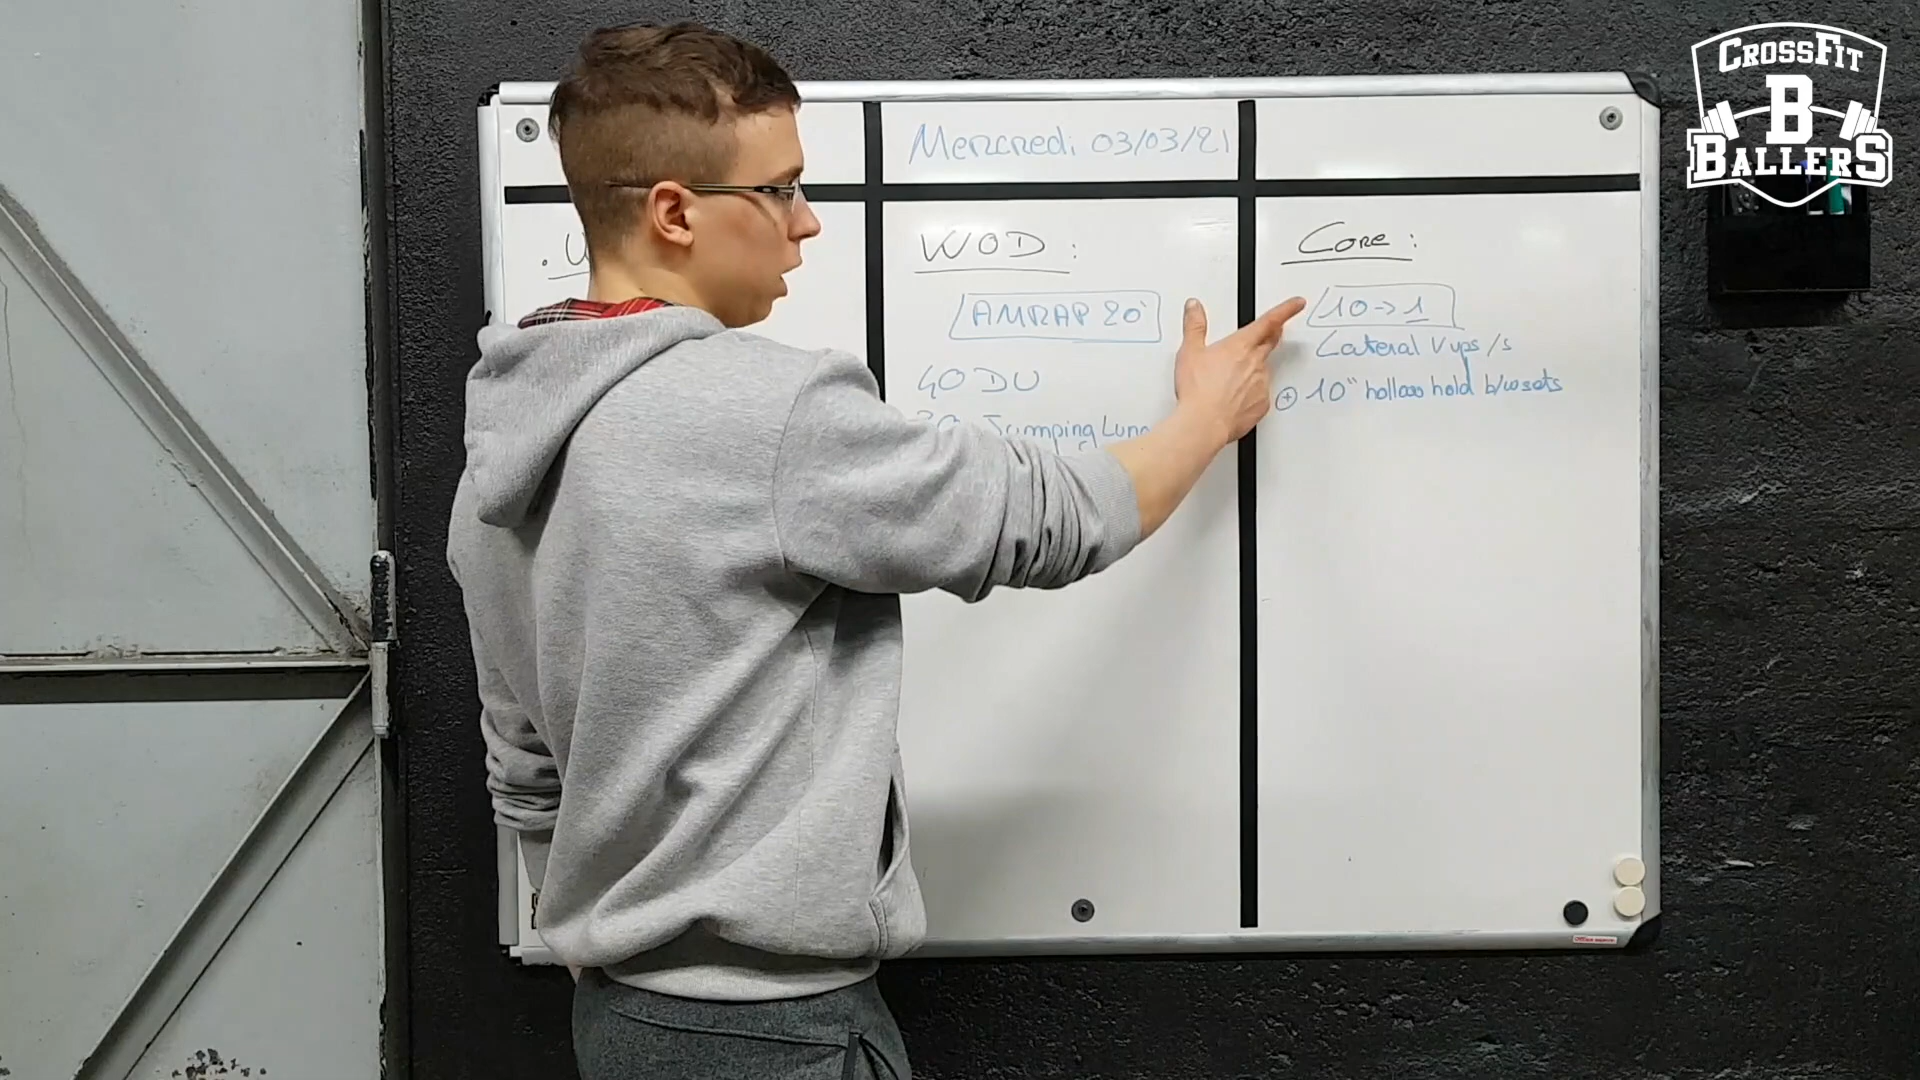 CROSSFIT
B
BALLERS
Mercredi 03/03/21
WOD :
AMRAP 20'
40 DU
Jumping Lung
Core :
10→1
Lateral V ups /s
⊕ 10" hollow hold b/w sets